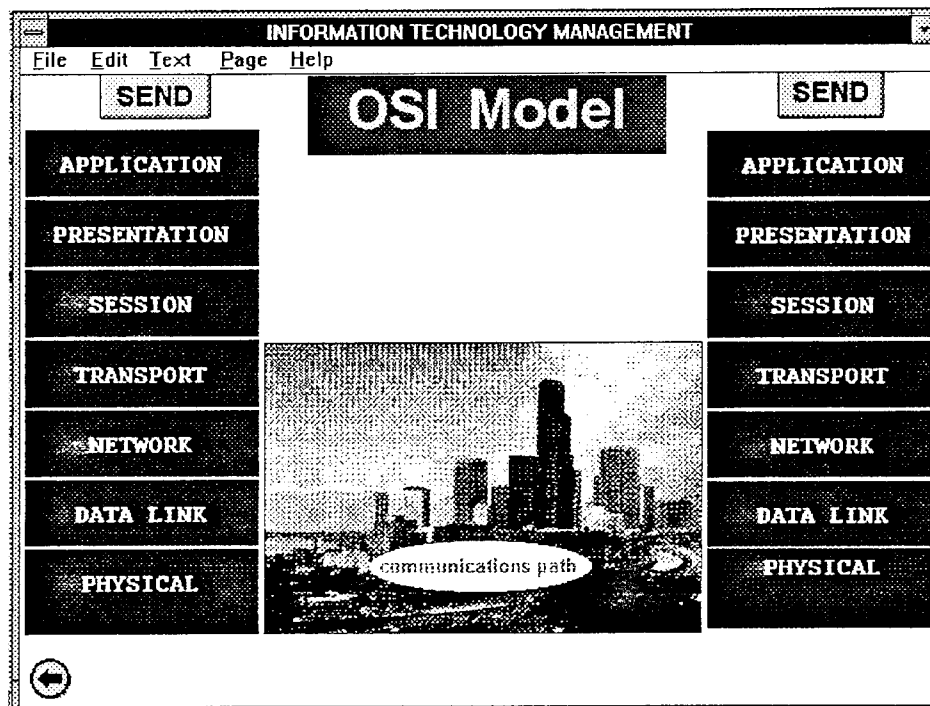 INFORMATION TECHNOLOGY MANAGEMENT
File Edit Text Page Help
SEND
OSI Model
SEND
APPLICATION
PRESENTATION
SESSION
TRANSPORT
NETWORK
DATA LINK
PHYSICAL
communications path
APPLICATION
PRESENTATION
SESSION
TRANSPORT
NETWORK
DATA LINK
PHYSICAL